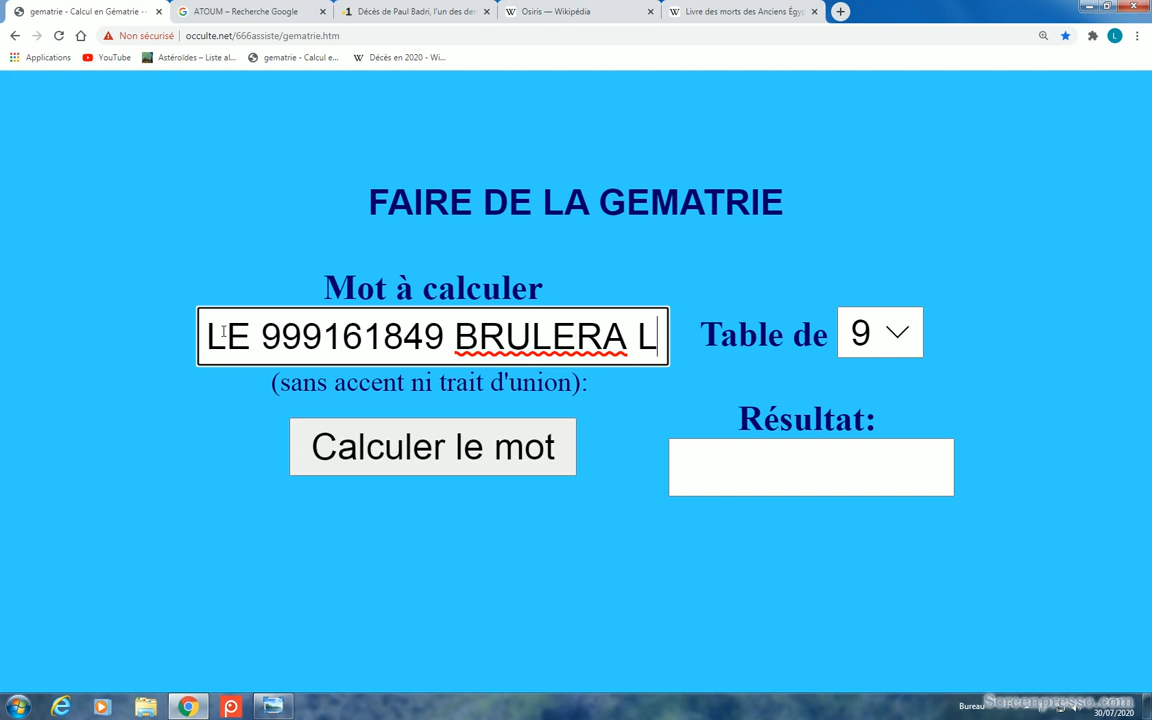 gematrie - Calcul en Gématrie -
ATOUM – Recherche Google
Décès de Paul Badri, l'un des de
Osiris — Wikipédia
Livre des morts des Anciens Égyp
Non sécurisé
occulte.net/666assiste/gematrie.htm
L
Applications
YouTube
Astéroïdes – Liste al...
gematrie - Calcul e...
Décès en 2020 - Wi...
FAIRE DE LA GEMATRIE
Mot à calculer
LE 999161849 BRULERA L
Table de 9
(sans accent ni trait d'union):
Calculer le mot
Résultat:
Screenpresso.com
Bureau
30/07/2020